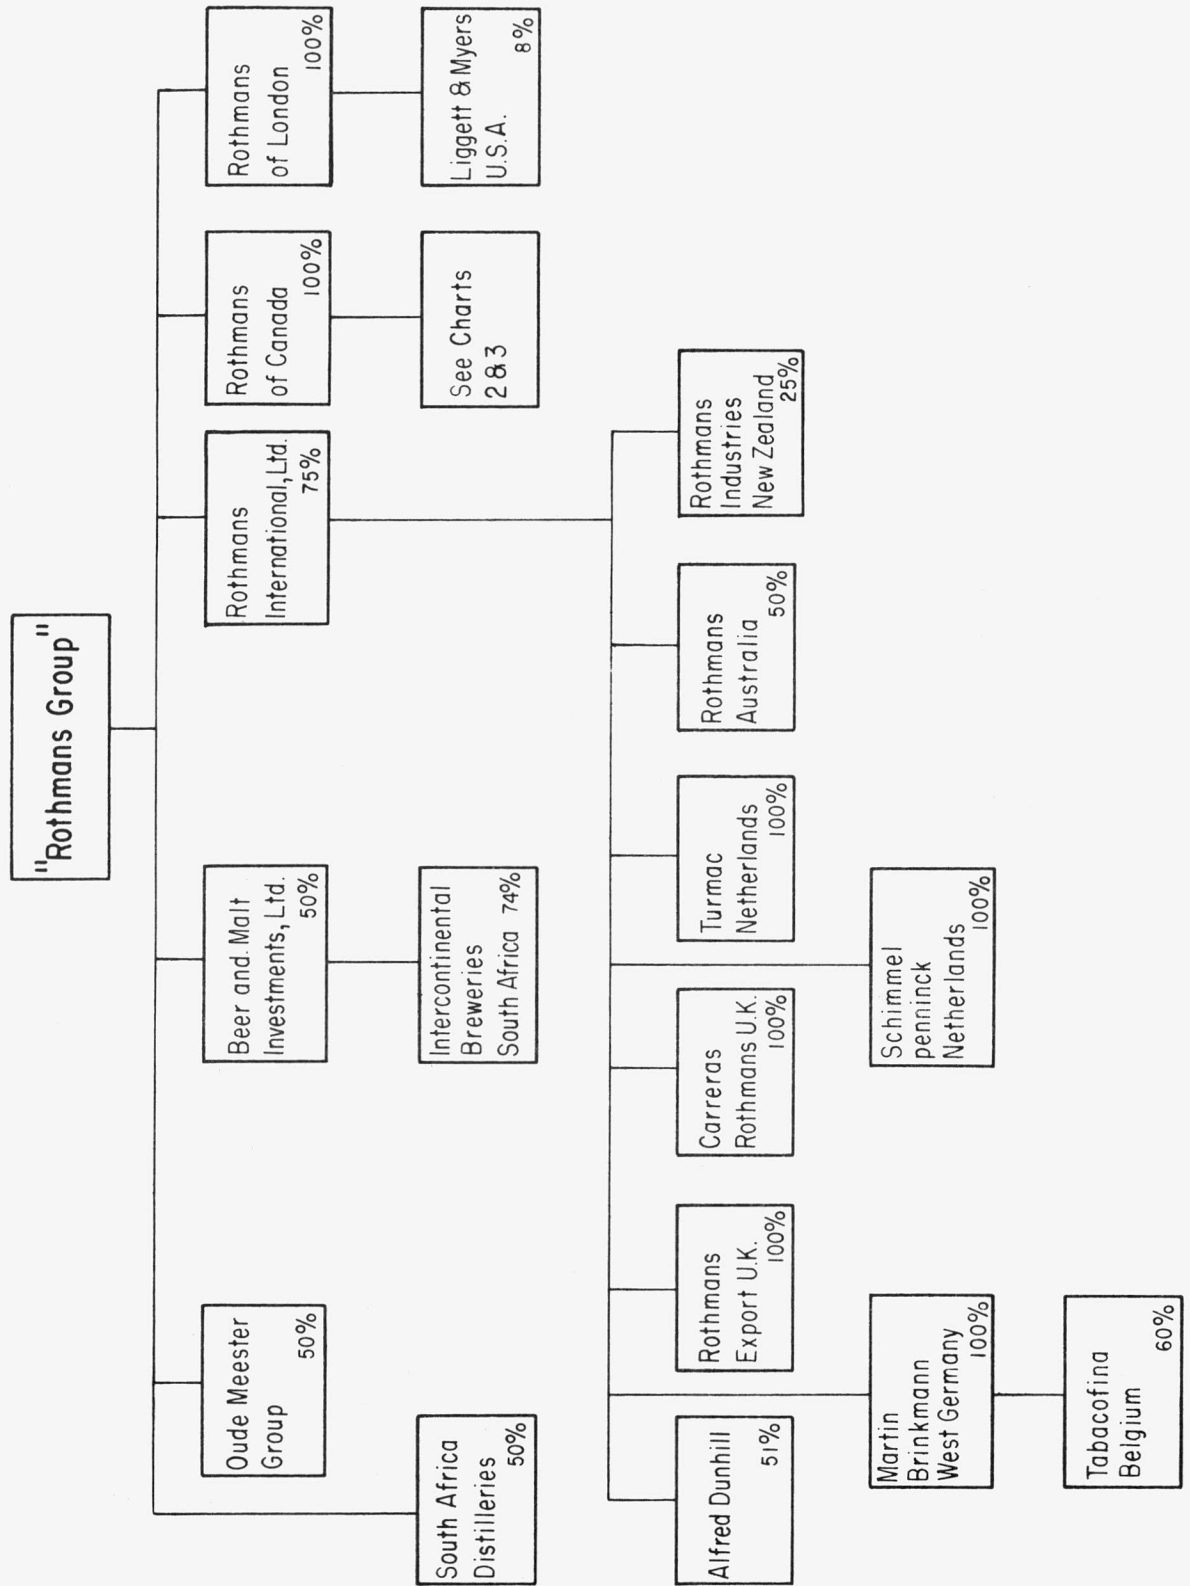 "Rothmans Group"
Oude Meester
Group
50%
Beer and Malt
Investments, Ltd.
50%
Rothmans
International, Ltd.
75%
Rothmans
of Canada
100%
Rothmans
of London
100%
South Africa
Distilleries
50%
Intercontinental
Breweries
South Africa 74%
See Charts
2&3
Liggett & Myers
U.S.A.
8%
Alfred Dunhill
51%
Rothmans
Export U.K.
100%
Carreras
Rothmans U.K.
100%
Turmac
Netherlands
100%
Rothmans
Australia
50%
Rothmans
Industries
New Zealand
25%
Martin
Brinkmann
West Germany
100%
Schimmel
penninck
Netherlands
100%
Tabacofina
Belgium
60%